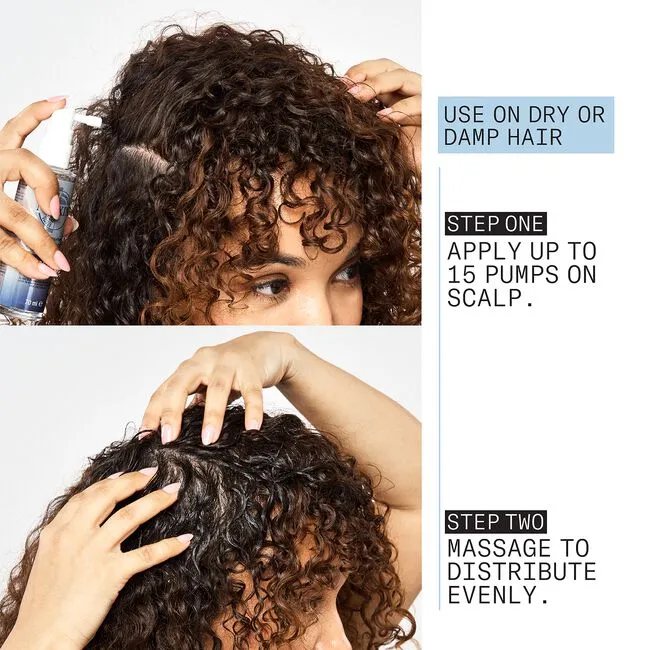 USE ON DRY OR
DAMP HAIR
STEP ONE
APPLY UP TO
15 PUMPS ON
SCALP.
STEP TWO
MASSAGE TO
DISTRIBUTE
EVENLY.